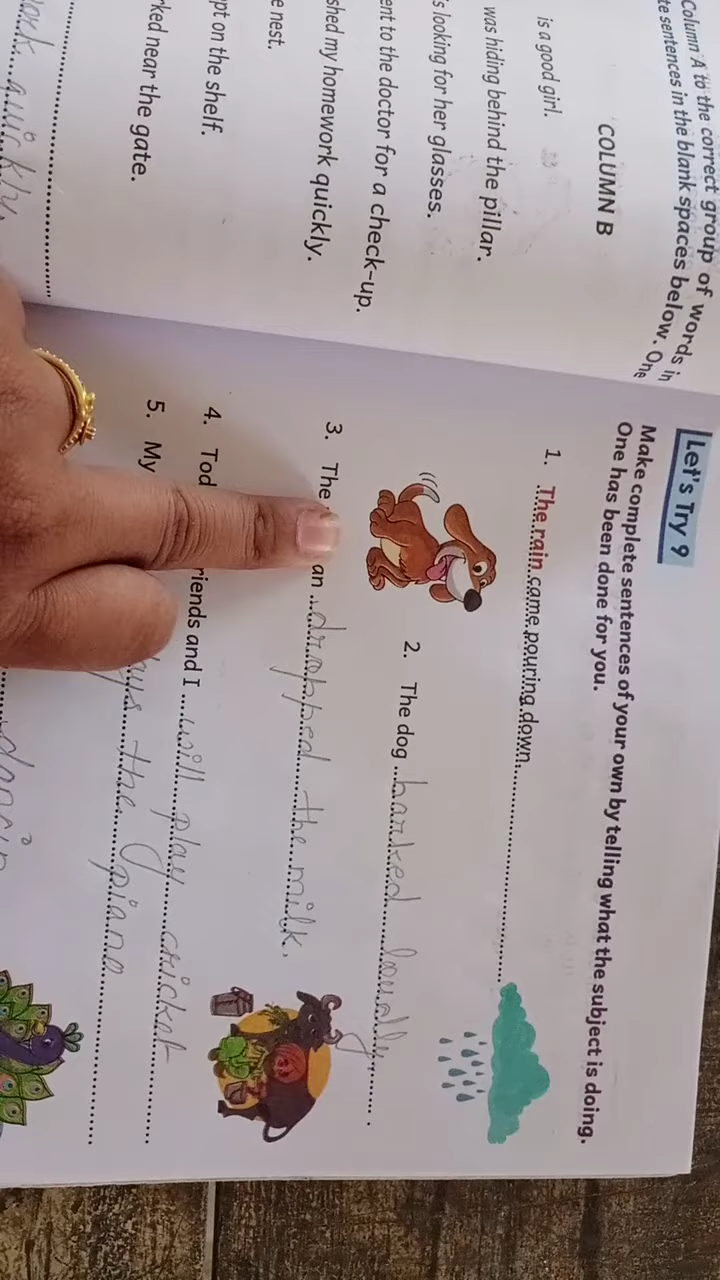 Column A to the correct group of words in
te sentences in the blank spaces below. One
COLUMN B
is a good girl.
was hiding behind the pillar.
s looking for her glasses.
ent to the doctor for a check-up.
shed my homework quickly.
e nest.
pt on the shelf.
rked near the gate.
quickly.
Let's Try 9
Make complete sentences of your own by telling what the subject is doing.
One has been done for you.
1. The rain came pouring down.
2. The dog barked loually.
3. The an dropped the milk.
4. Tod riends and I will play cricket
5. My the piano